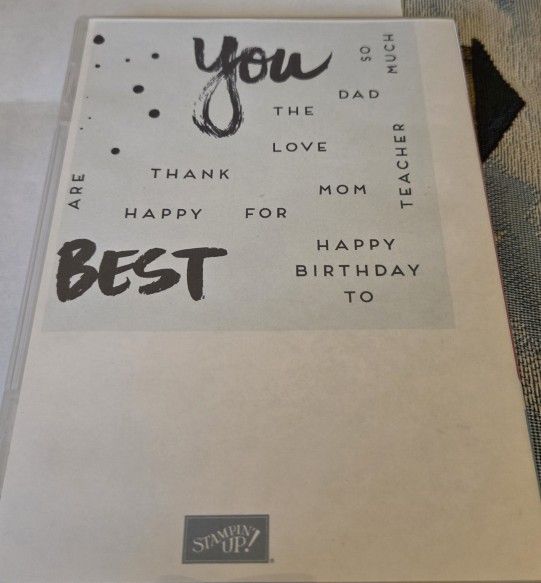 You
SO
MUCH
DAD
THE
LOVE
TEACHER
THANK
ARE
MOM
HAPPY
FOR
BEST
HAPPY
BIRTHDAY
TO
STAMPIN'
UP!®